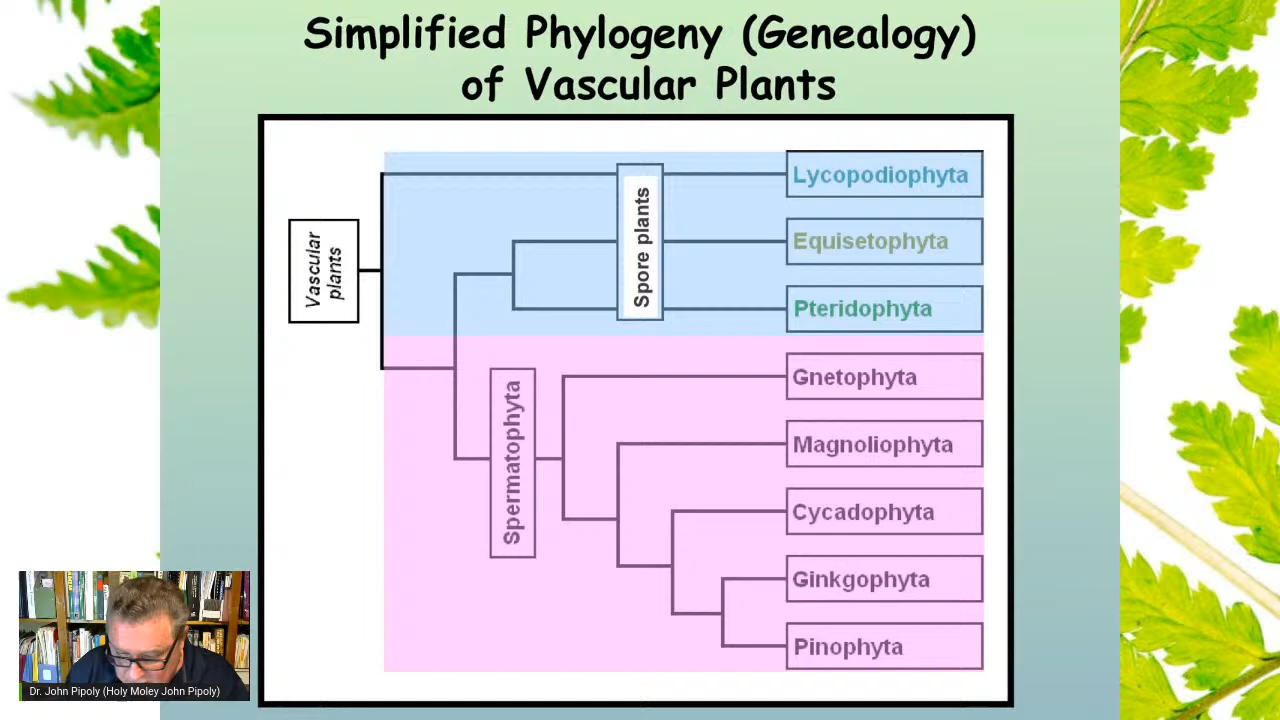 Simplified Phylogeny (Genealogy)
of Vascular Plants
Vascular
plants
Spore plants
Spermatophyta
Lycopodiophyta
Equisetophyta
Pteridophyta
Gnetophyta
Magnoliophyta
Cycadophyta
Ginkgophyta
Pinophyta
Dr. John Pipoly (Holy Moley John Pipoly)